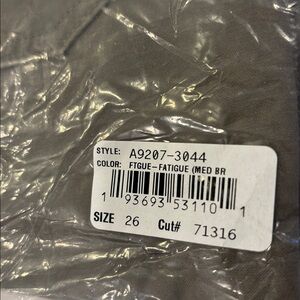 STYLE: A9207-3044
COLOR: FTGUE-FATIGUE (MED BR
1 93693 53110 1
SIZE 26 Cut# 71316